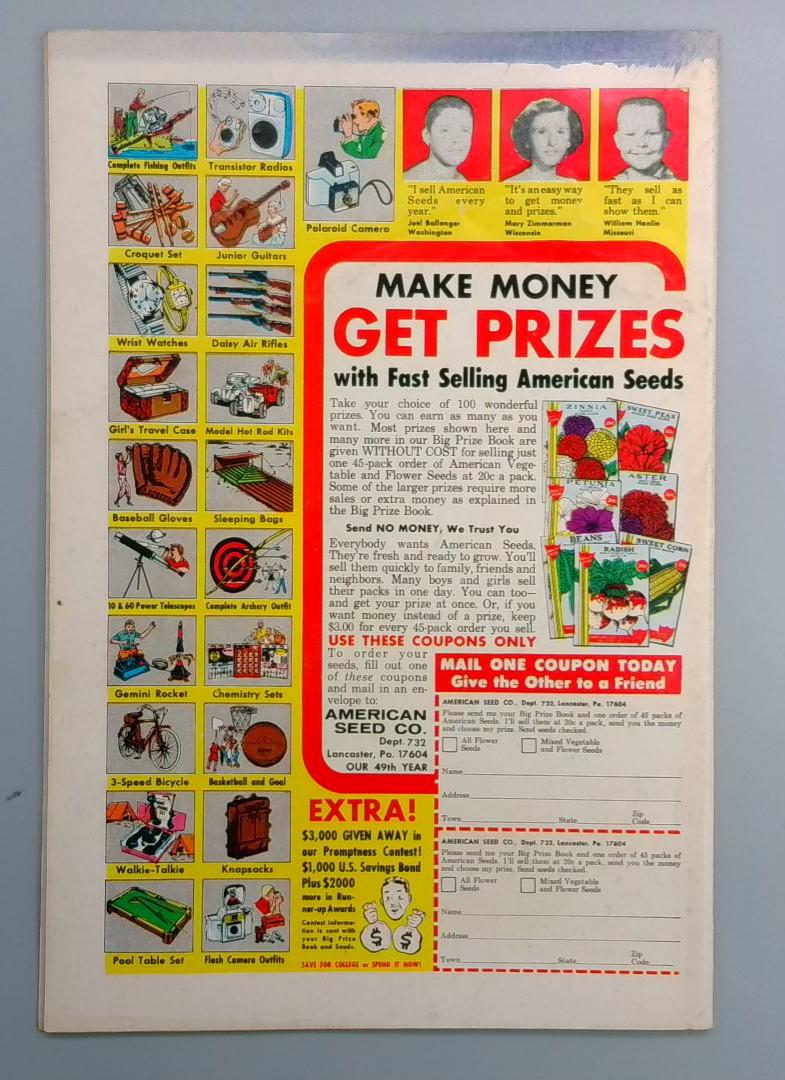 Complete Fishing Outfits
Transistor Radios
Polaroid Camera
Croquet Set
Junior Guitars
Wrist Watches
Daisy Air Rifles
Girl's Travel Case
Model Hot Rod Kits
Baseball Gloves
Sleeping Bags
10 & 60 Power Telescopes
Complete Archery Outfit
Gemini Rocket
Chemistry Sets
3-Speed Bicycle
Basketball and Goal
Walkie-Talkie
Knapsacks
Pool Table Set
Flash Camera Outfits
"I sell American
Seeds every
year."
Joel Ballenger
Washington
"It's an easy way
to get money
and prizes."
Mary Zimmerman
Wisconsin
"They sell as
fast as I can
show them."
William Hanlin
Missouri
MAKE MONEY
GET PRIZES
with Fast Selling American Seeds
Take your choice of 100 wonderful
prizes. You can earn as many as you
want. Most prizes shown here and
many more in our Big Prize Book are
given WITHOUT COST for selling just
one 45-pack order of American Vege-
table and Flower Seeds at 20c a pack.
Some of the larger prizes require more
sales or extra money as explained in
the Big Prize Book.
Send NO MONEY, We Trust You
Everybody wants American Seeds.
They're fresh and ready to grow. You'll
sell them quickly to family, friends and
neighbors. Many boys and girls sell
their packs in one day. You can too—
and get your prize at once. Or, if you
want money instead of a prize, keep
$3.00 for every 45-pack order you sell.
ZINNIA
SWEET PEAS
PETUNIA
ASTER
BEANS
RADISH
SWEET CORN
USE THESE COUPONS ONLY
To order your
seeds, fill out one
of these coupons
and mail in an en-
velope to:
AMERICAN
SEED CO.
Dept. 732
Lancaster, Pa. 17604
OUR 49th YEAR
MAIL ONE COUPON TODAY
Give the Other to a Friend
AMERICAN SEED CO., Dept. 732, Lancaster, Pa. 17604
Please send me your Big Prize Book and one order of 45 packs of
American Seeds. I'll sell them at 20c a pack, send you the money
and choose my prize. Send seeds checked.
All Flower
Seeds
Mixed Vegetable
and Flower Seeds
Name
Address
Town State Zip Code
AMERICAN SEED CO., Dept. 732, Lancaster, Pa. 17604
Please send me your Big Prize Book and one order of 45 packs of
American Seeds. I'll sell them at 20c a pack, send you the money
and choose my prize. Send seeds checked.
All Flower
Seeds
Mixed Vegetable
and Flower Seeds
Name
Address
Town State Zip Code
EXTRA!
$3,000 GIVEN AWAY in
our Promptness Contest!
$1,000 U.S. Savings Bond
Plus $2000
more in Run-
ner-up Awards
Contest informa-
tion is sent with
your Big Prize
Book and Seeds.
$ $
SAVE FOR COLLEGE or SPEND IT NOW!